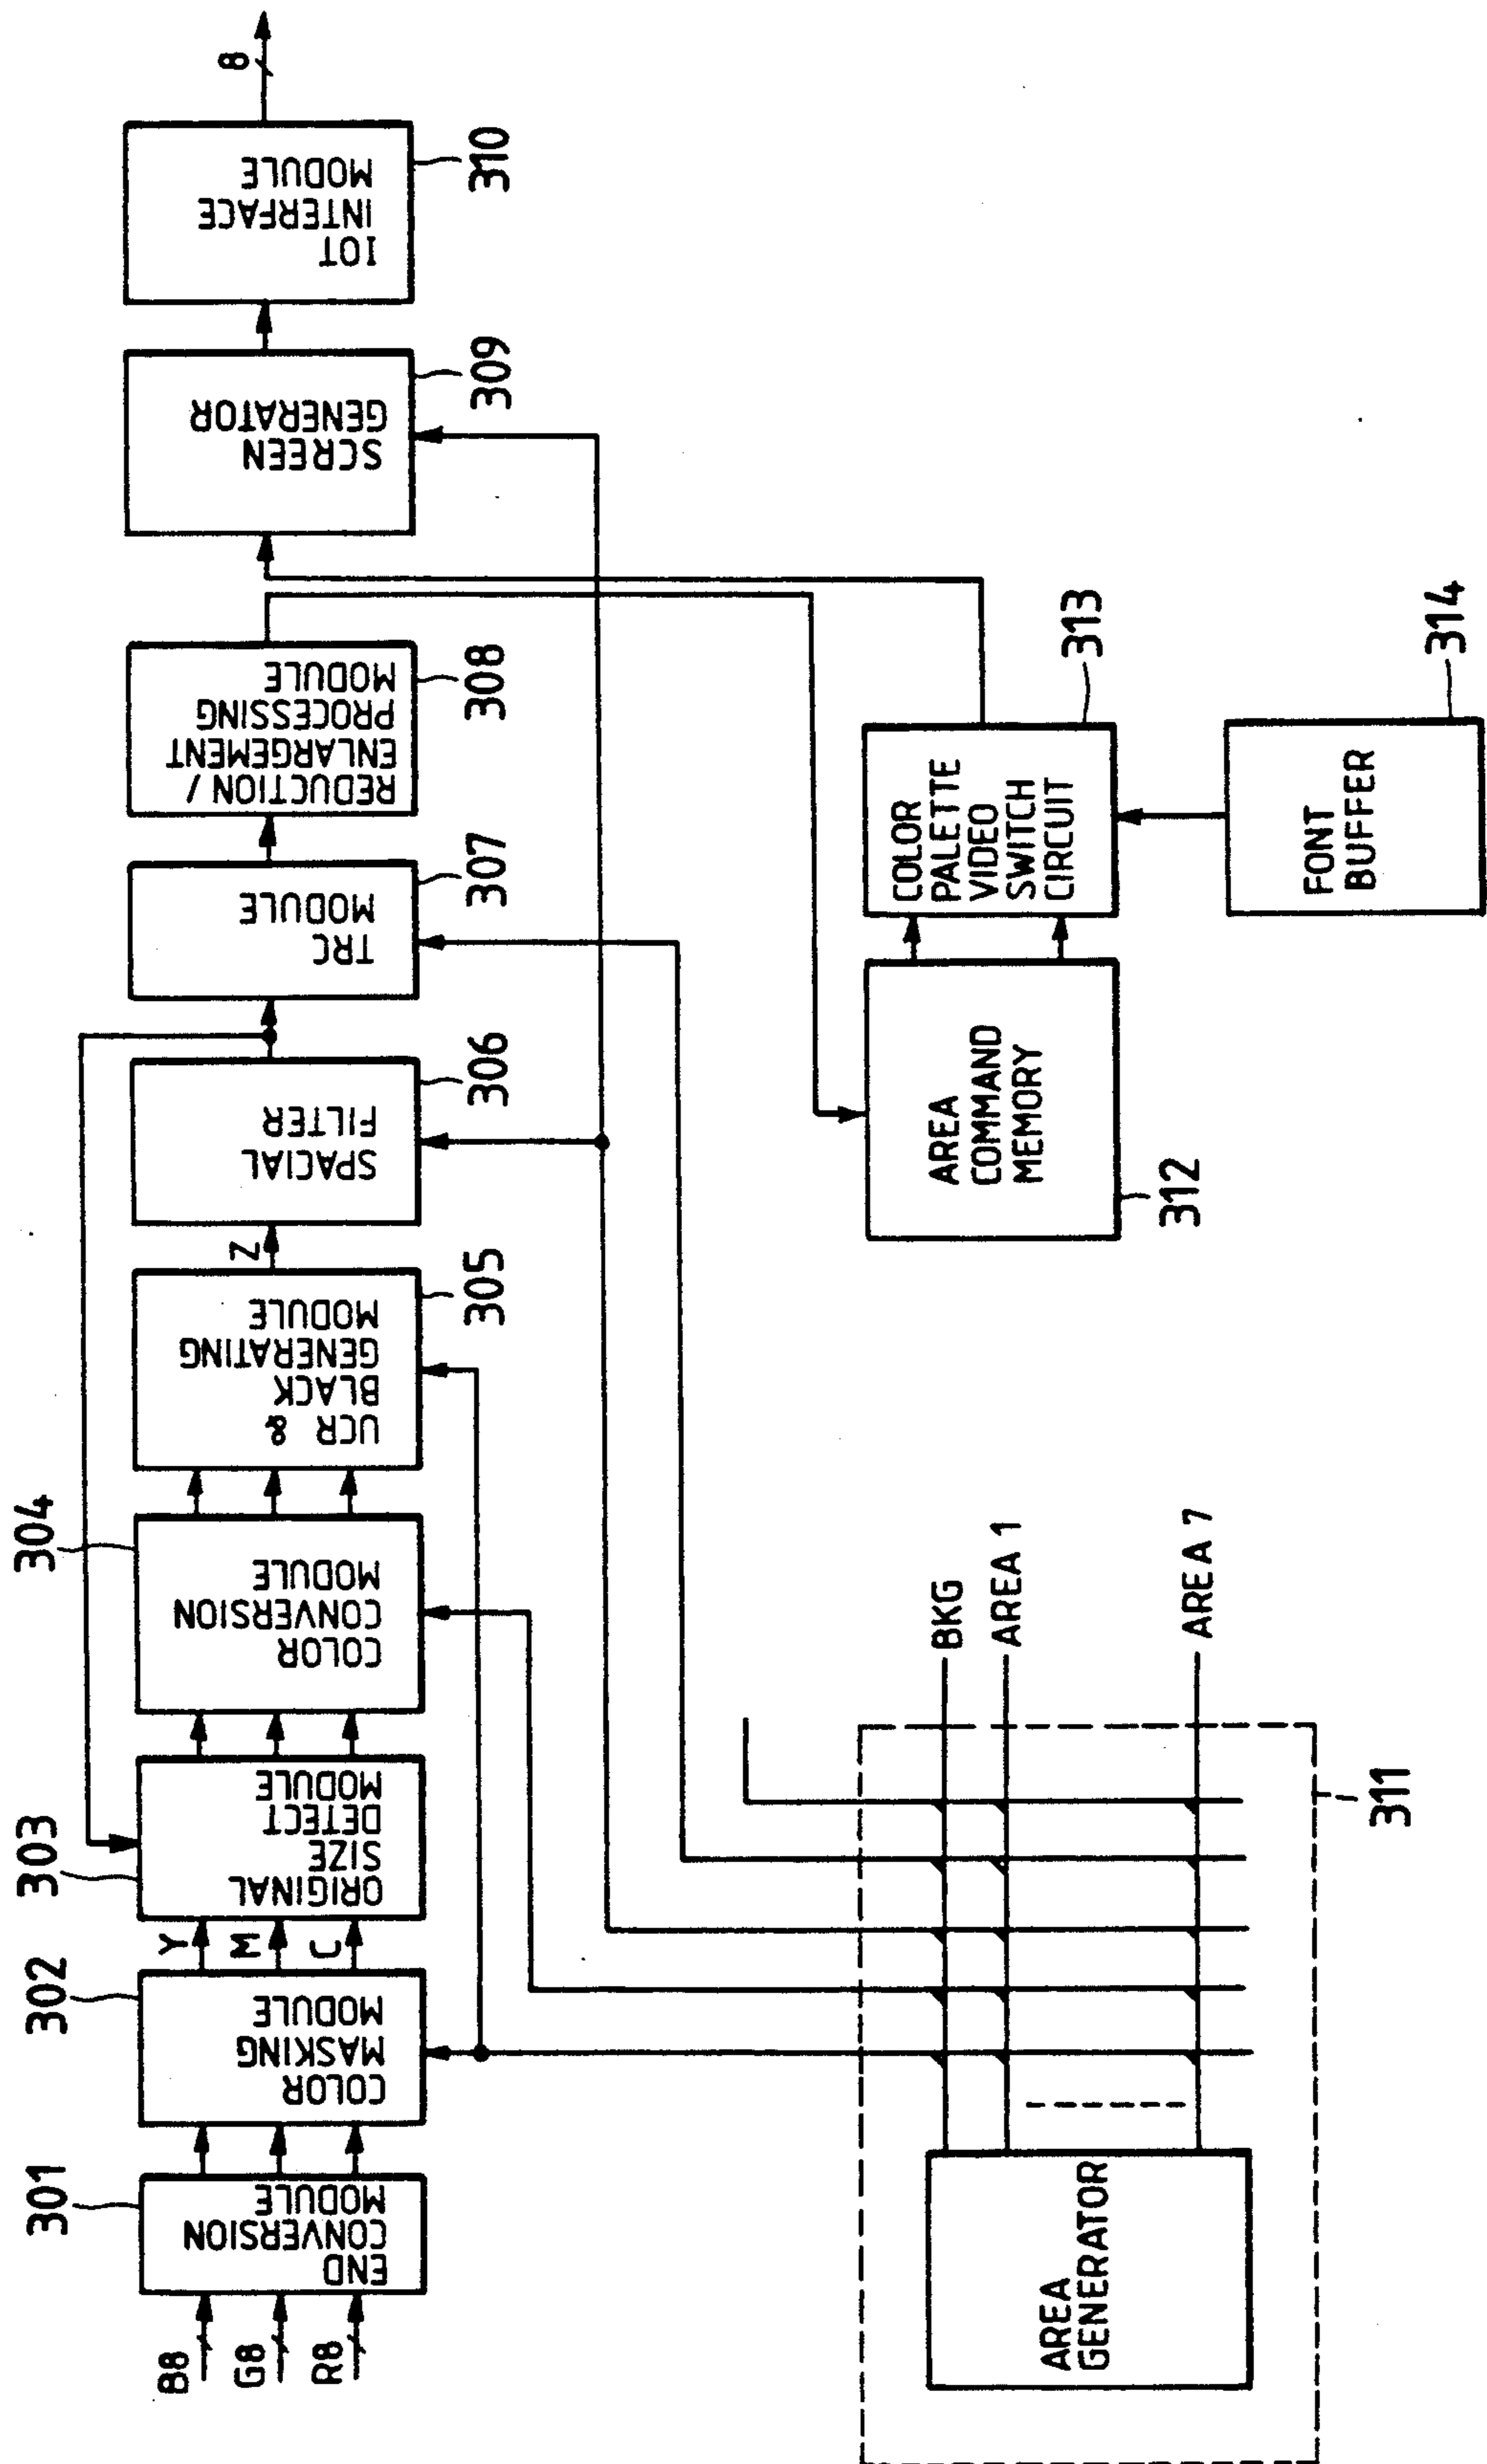 B8
G8
R8
301
END
CONVERSION
MODULE
302
COLOR
MASKING
MODULE
Y
M
C
303
ORIGINAL
SIZE
DETECT
MODULE
304
COLOR
CONVERSION
MODULE
305
UCR &
BLACK
GENERATING
MODULE
Z
306
SPACIAL
FILTER
307
TRC
MODULE
308
REDUCTION /
ENLARGEMENT
PROCESSING
MODULE
309
SCREEN
GENERATOR
310
IOT
INTERFACE
MODULE
8
AREA
GENERATOR
BKG
AREA 1
AREA 7
311
AREA
COMMAND
MEMORY
312
COLOR
PALETTE
VIDEO
SWITCH
CIRCUIT
313
FONT
BUFFER
314